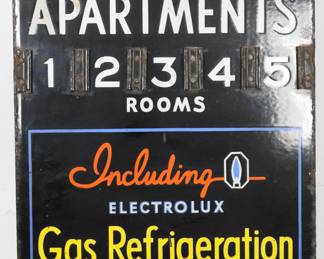 APARTMENTS
1 2 3 4 5
ROOMS
Including
ELECTROLUX
Gas Refrigeration